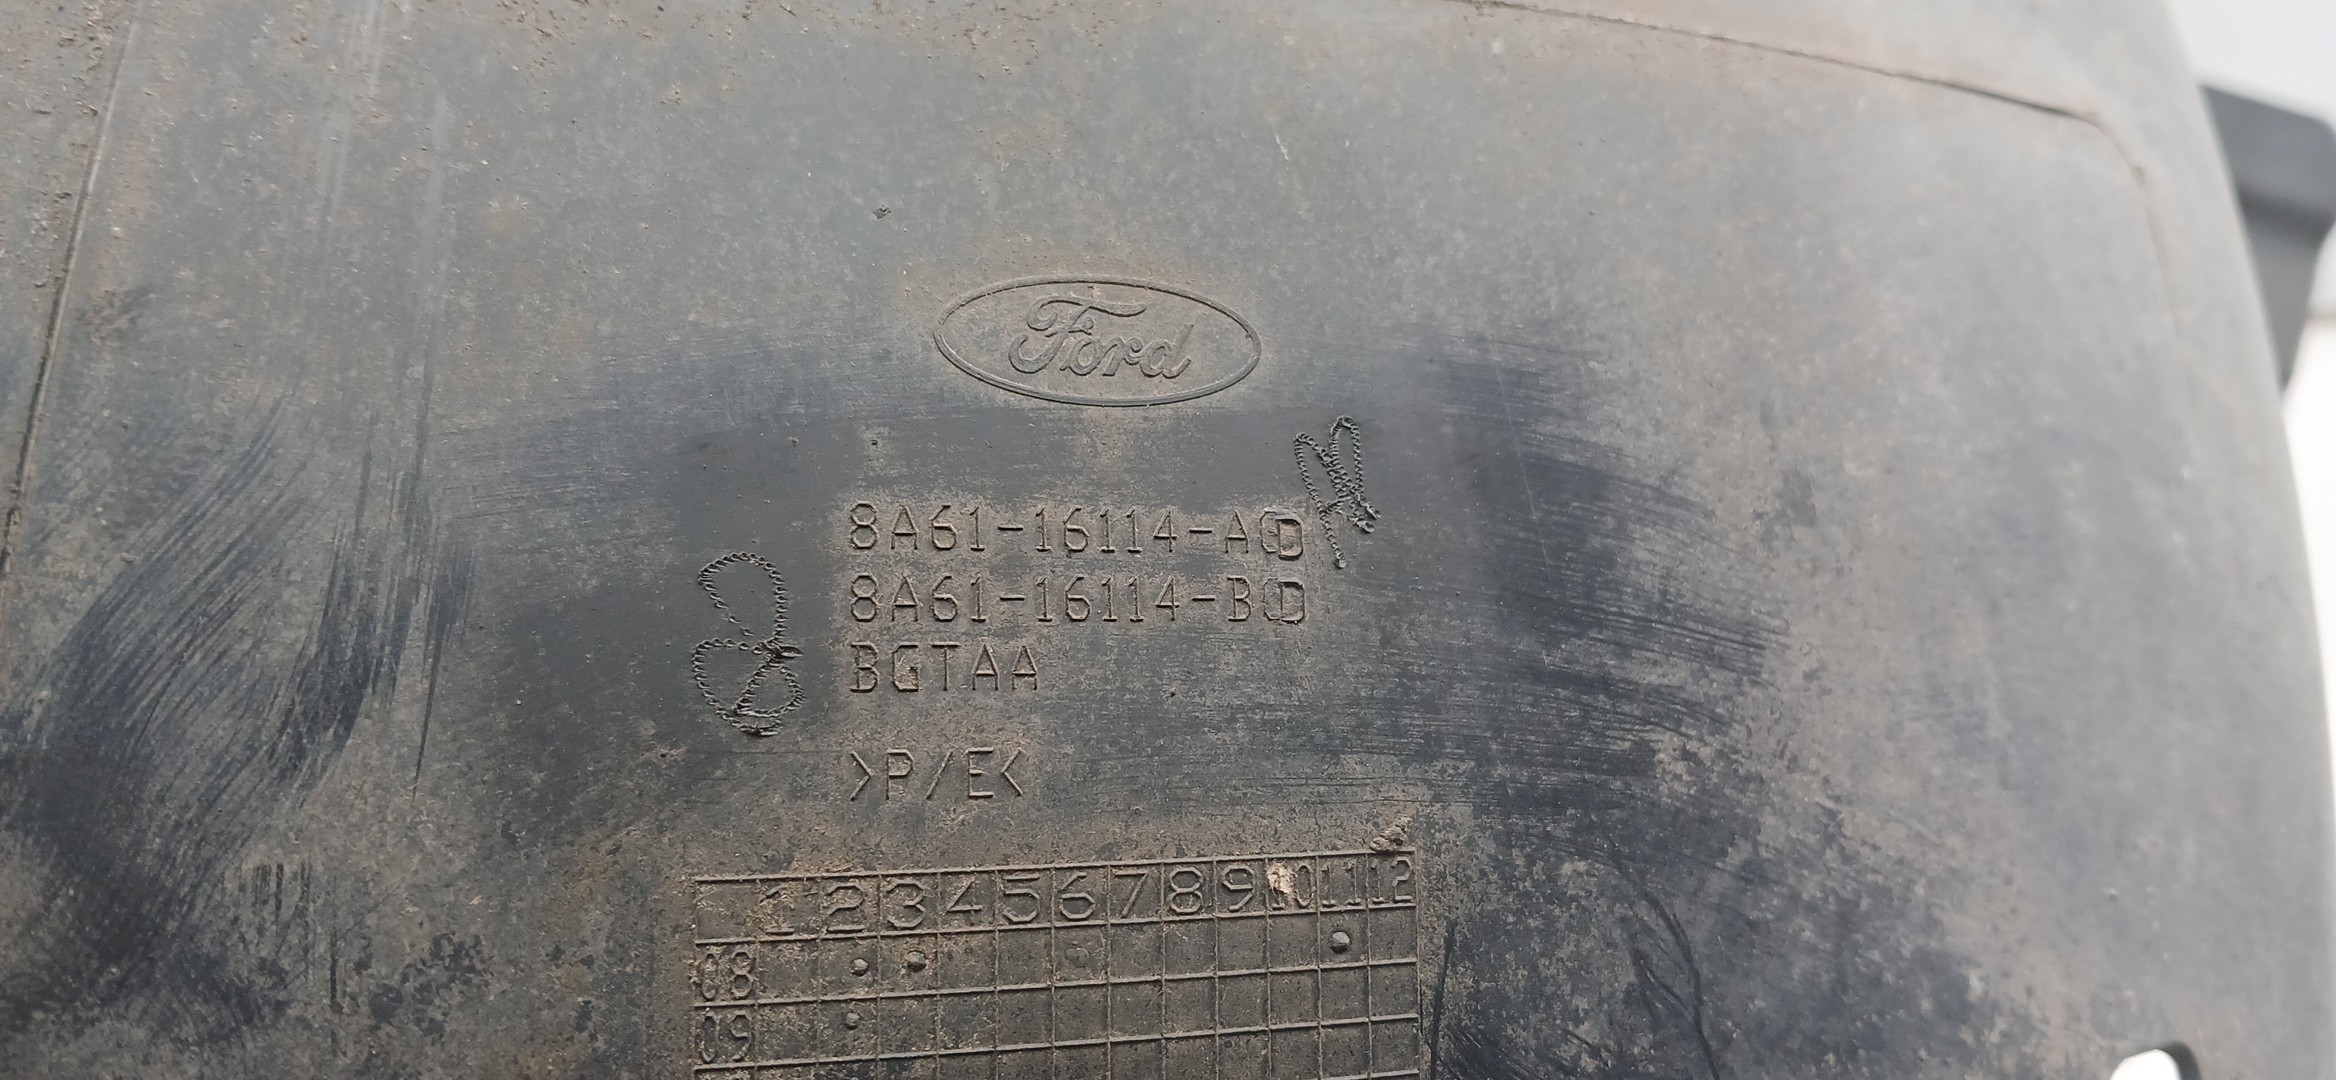 Ford
8A61-16114-AD
8A61-16114-BD
BGTAA
>P/E<
1 2 3 4 5 6 7 8 9 10 11 12
08
09